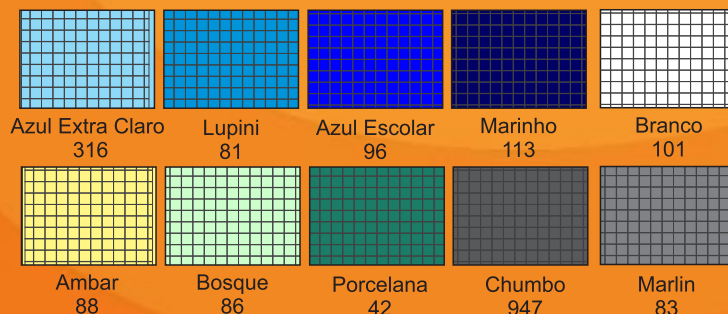 Azul Extra Claro
316
Lupini
81
Azul Escolar
96
Marinho
113
Branco
101
Ambar
88
Bosque
86
Porcelana
42
Chumbo
947
Marlin
83